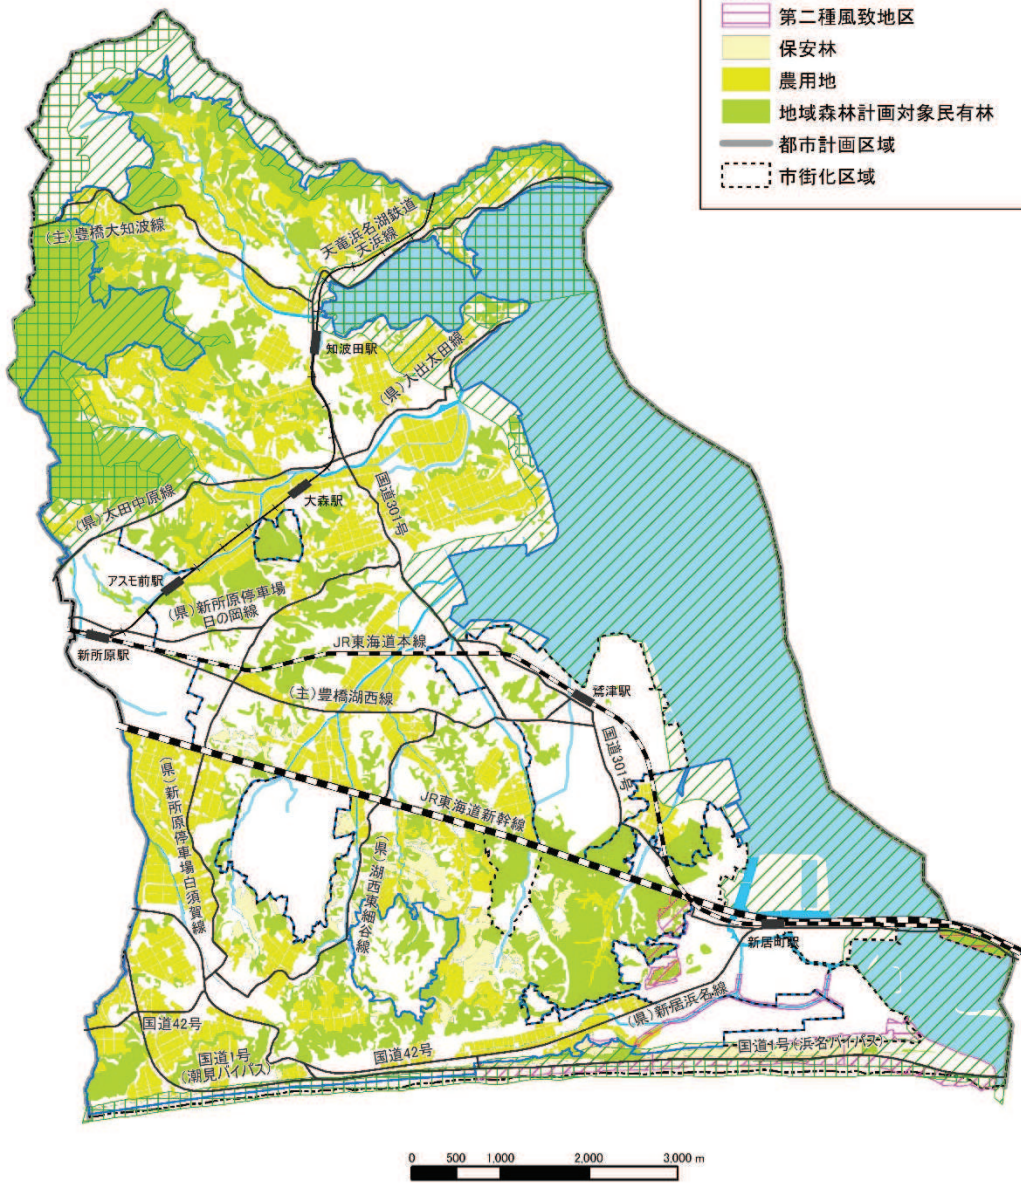 第二種風致地区
保安林
農用地
地域森林計画対象民有林
都市計画区域
市街化区域
(主)豊橋大知波線
天竜浜名湖鉄道
天浜線
知波田駅
(県)入出太田線
国道301号
大森駅
(県)太田中原線
アスモ前駅
(県)新所原停車場
日の岡線
新所原駅
JR東海道本線
(主)豊橋湖西線
鷲津駅
国道301号
JR東海道新幹線
(県)新所原停車場白須賀線
(県)湖西東細谷線
新居町駅
(県)新居浜名線
国道42号
国道1号
(潮見バイパス)
国道42号
国道1号(浜名バイパス)
0 500 1,000 2,000 3,000 m